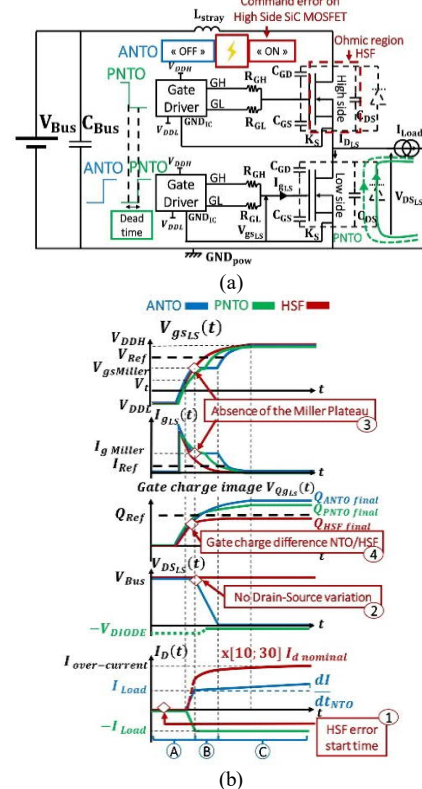 Command error on
High Side SiC MOSFET
L_stray
ANTO
« OFF »
« ON »
Ohmic region
HSF
PNTO
V_DDH
C_GD
Gate
Driver
GH
R_GH
GL
R_GL
High side
V_Bus
C_Bus
V_DDL
GND_IC
C_GS
C_DS
K_S
I_D_LS
I_Load
ANTO
PNTO
V_DDH
C_GD
Gate
Driver
GH
R_GH
I_gLS
GL
R_GL
Low side
V_DS_LS
Dead
time
V_DDL
GND_IC
V_gsLS
C_GS
C_DS
K_S
PNTO
GND_pow
(a)
ANTO
PNTO
HSF
V_gsLS(t)
V_DDH
V_Ref
V_gsMiller
V_t
t
V_DDL
I_gLS(t)
Absence of the Miller Plateau
3
I_g Miller
I_Ref
t
Gate charge image V_QgLS(t)
Q_ANTO final
Q_PNTO final
Q_Ref
Q_HSF final
t
Gate charge difference NTO/HSF
4
V_DS_LS(t)
V_Bus
No Drain-Source variation
2
t
−V_DIODE
I_D(t)
I_over-current
x[10; 30] I_d nominal
I_Load
dI
dt_NTO
1
t
−I_Load
HSF error
start time
A
B
C
(b)